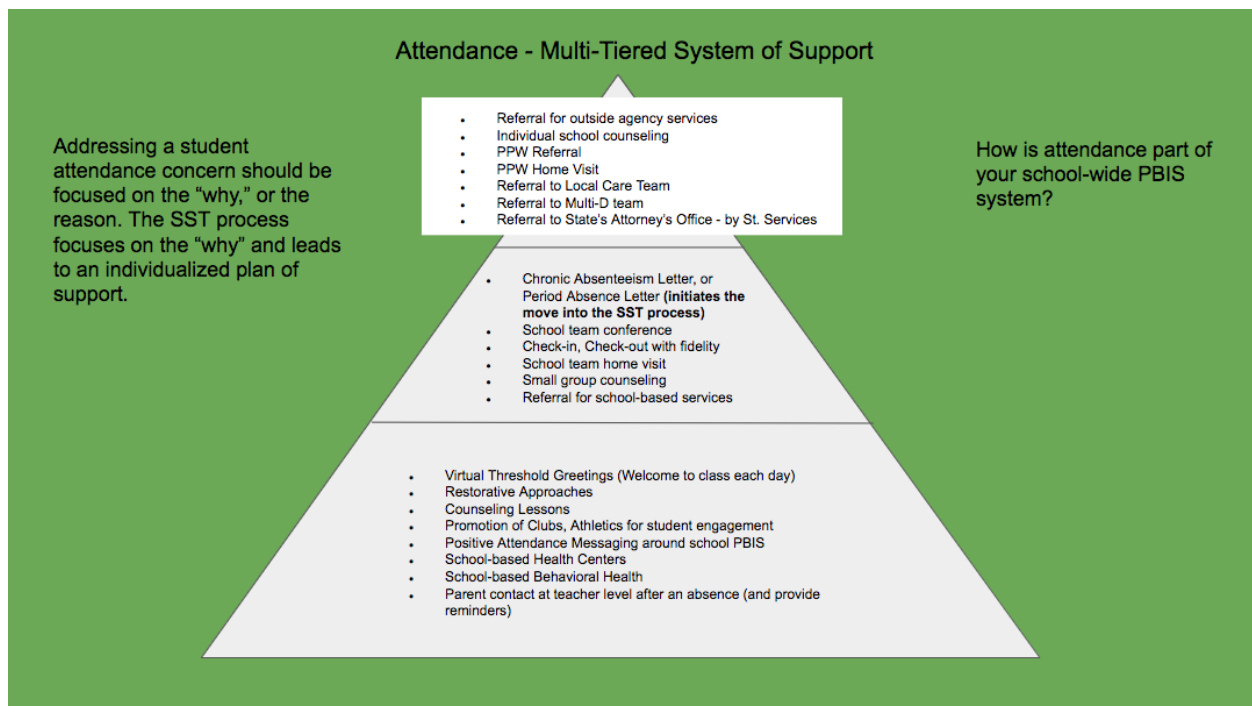 Attendance - Multi-Tiered System of Support
Addressing a student
attendance concern should be
focused on the “why,” or the
reason. The SST process
focuses on the “why” and leads
to an individualized plan of
support.
• Referral for outside agency services
• Individual school counseling
• PPW Referral
• PPW Home Visit
• Referral to Local Care Team
• Referral to Multi-D team
• Referral to State’s Attorney’s Office - by St. Services
How is attendance part of
your school-wide PBIS
system?
• Chronic Absenteeism Letter, or
Period Absence Letter (initiates the
move into the SST process)
• School team conference
• Check-in, Check-out with fidelity
• School team home visit
• Small group counseling
• Referral for school-based services
• Virtual Threshold Greetings (Welcome to class each day)
• Restorative Approaches
• Counseling Lessons
• Promotion of Clubs, Athletics for student engagement
• Positive Attendance Messaging around school PBIS
• School-based Health Centers
• School-based Behavioral Health
• Parent contact at teacher level after an absence (and provide
reminders)